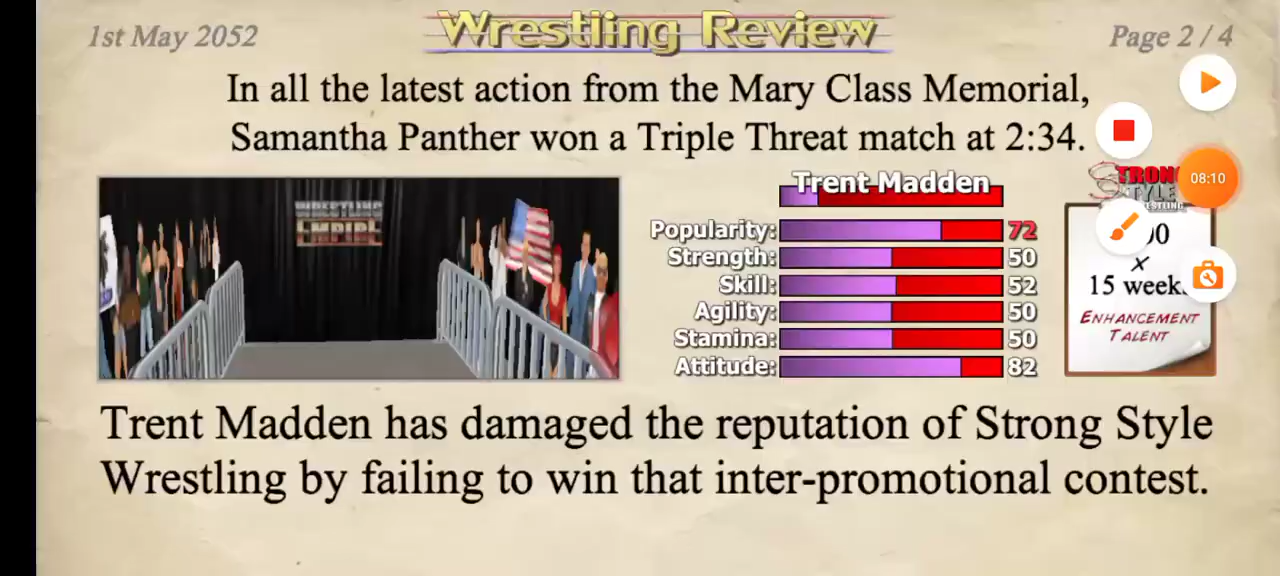 1st May 2052
Wrestling Review
Page 2 / 4
In all the latest action from the Mary Class Memorial,
Samantha Panther won a Triple Threat match at 2:34.
WRESTLING
EMPIRE
Trent Madden
Popularity: 72
Strength: 50
Skill: 52
Agility: 50
Stamina: 50
Attitude: 82
08:10
×
15 week
ENHANCEMENT
TALENT
Trent Madden has damaged the reputation of Strong Style
Wrestling by failing to win that inter-promotional contest.